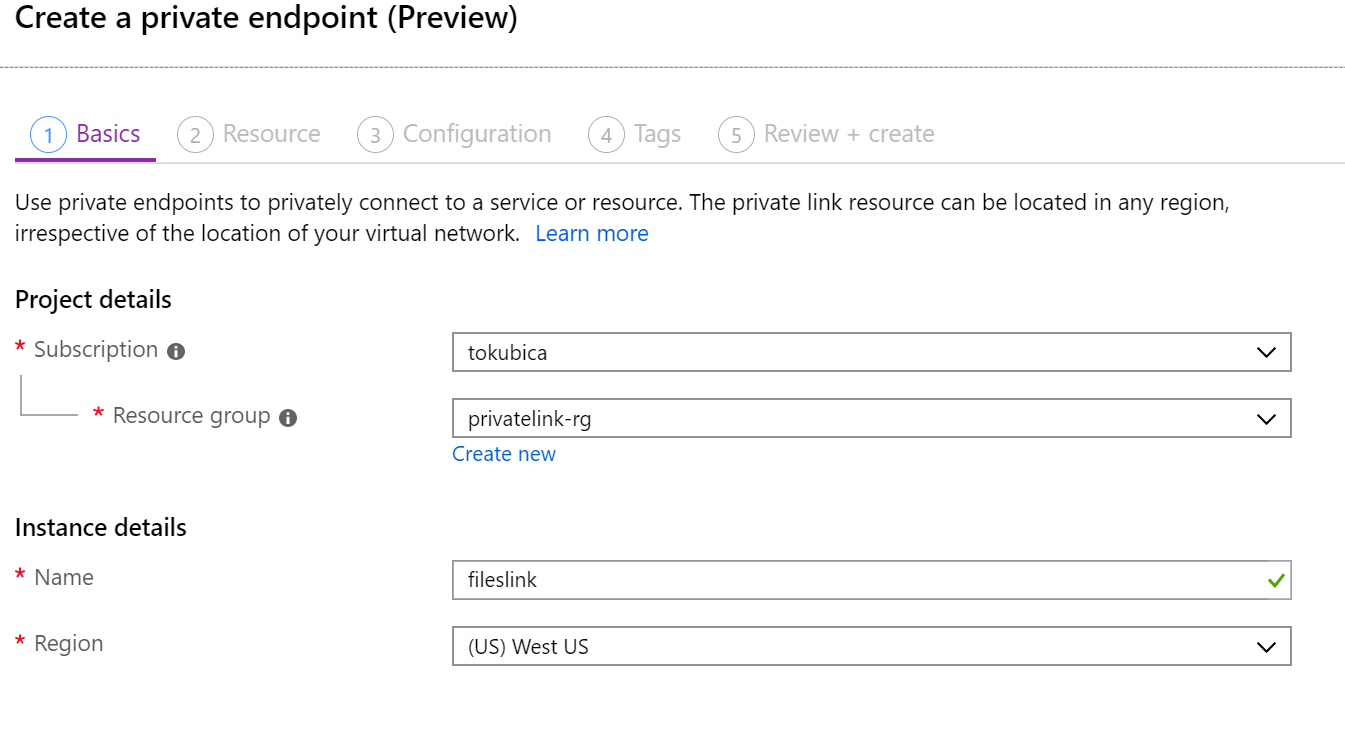 Create a private endpoint (Preview)
1 Basics 2 Resource 3 Configuration 4 Tags 5 Review + create
Use private endpoints to privately connect to a service or resource. The private link resource can be located in any region,
irrespective of the location of your virtual network. Learn more
Project details
* Subscription tokubica
* Resource group privatelink-rg
Create new
Instance details
* Name fileslink
* Region (US) West US